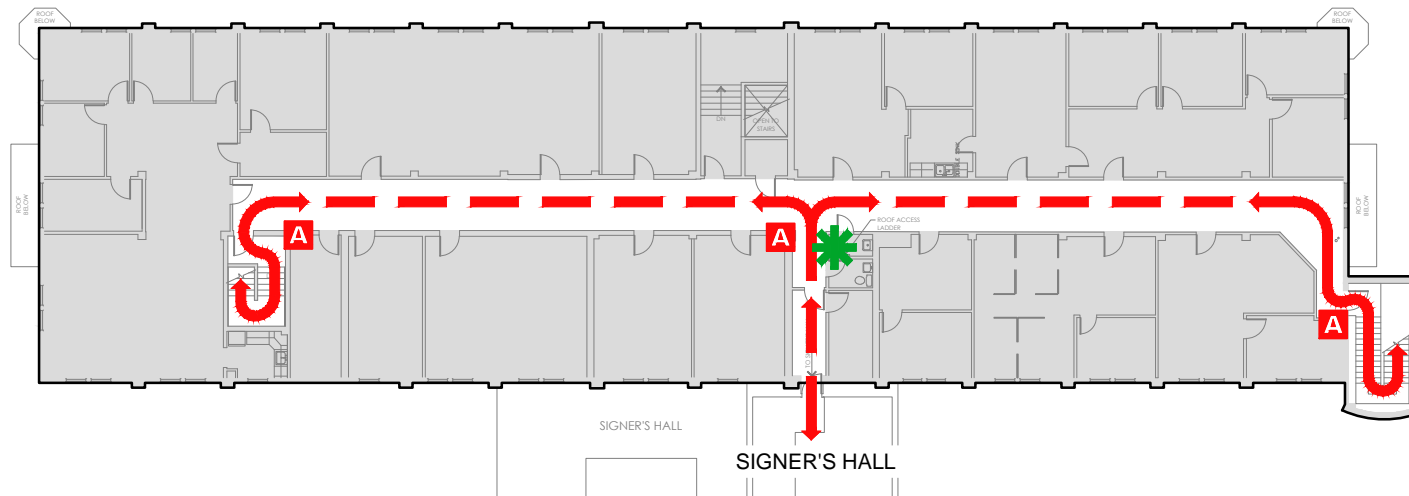 ROOF
BELOW
ROOF
BELOW
DN
OPEN TO
STAIRS
ROOF
BELOW
ROOF
BELOW
ROOF ACCESS
LADDER
A
A
A
SIGNER'S HALL
SIGNER'S HALL